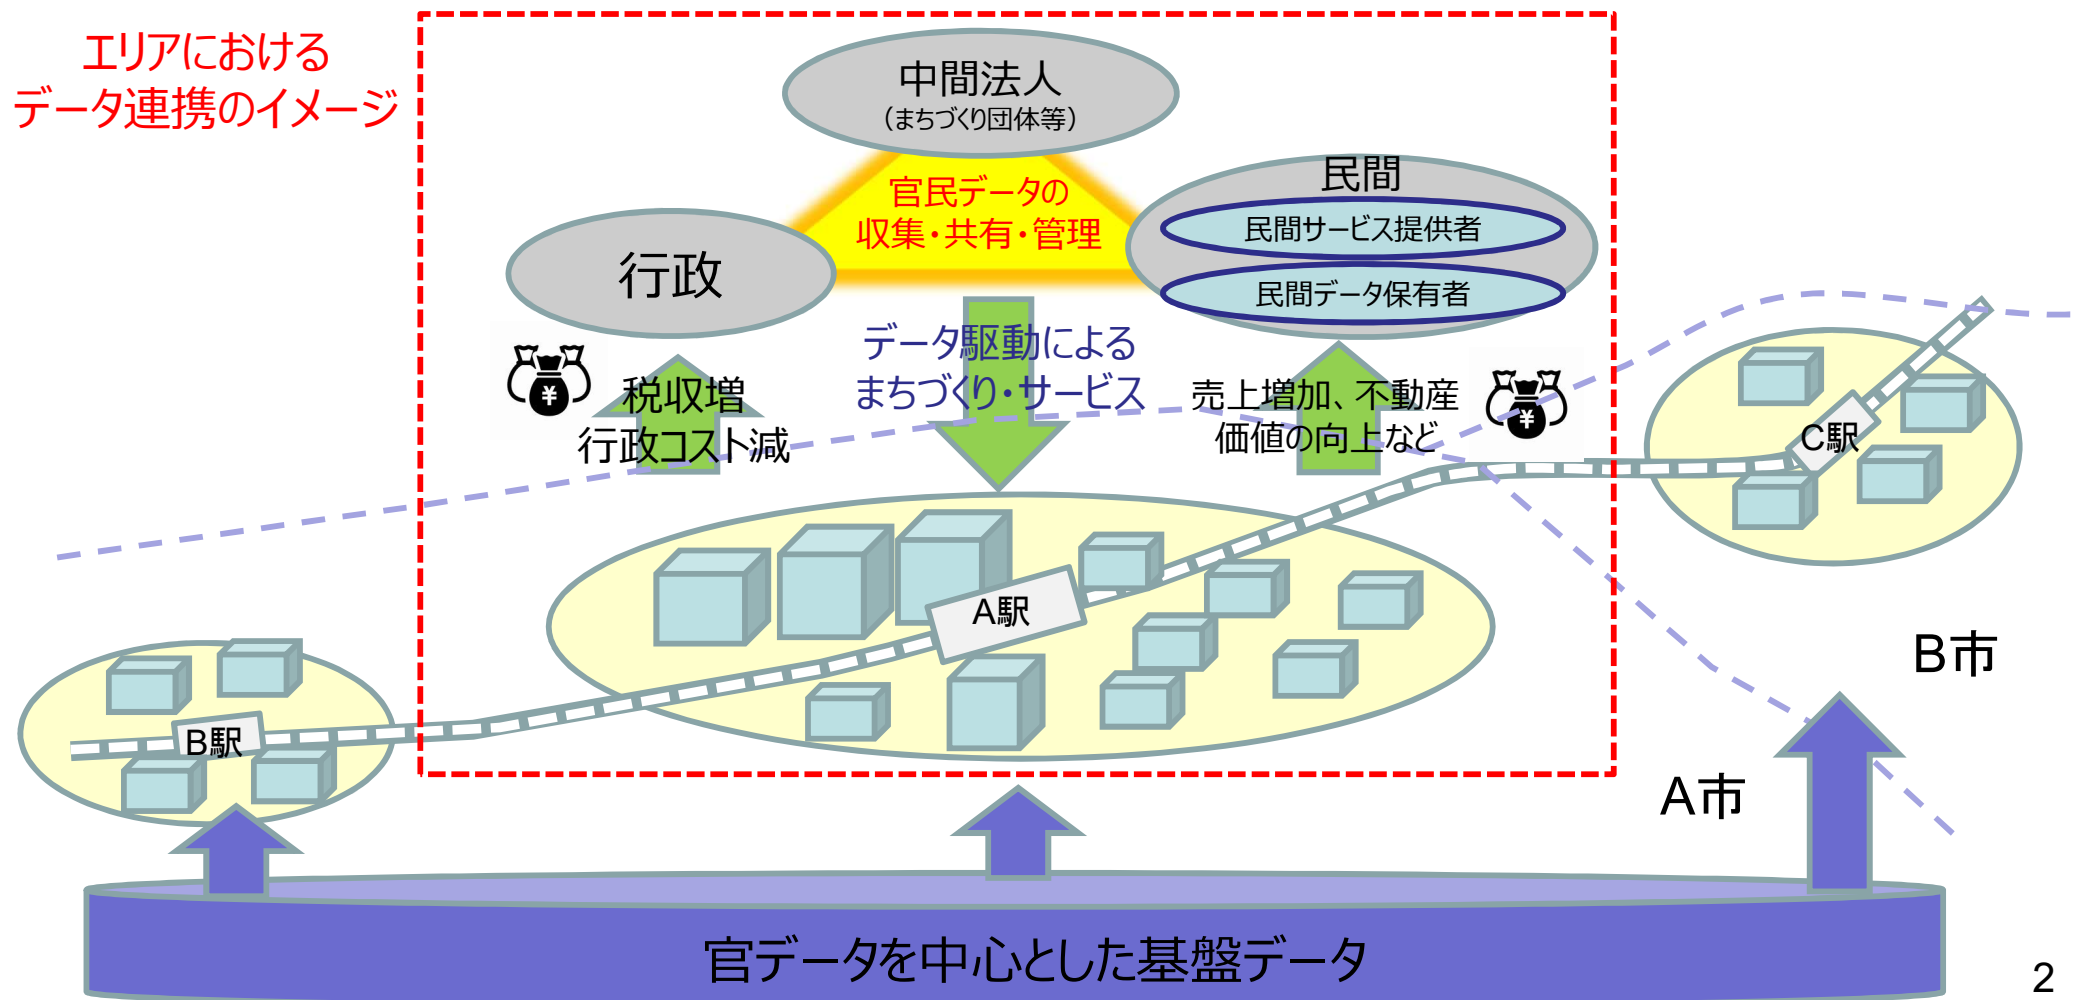 エリアにおける
データ連携のイメージ
中間法人
（まちづくり団体等）
官民データの
収集・共有・管理
行政
民間
民間サービス提供者
民間データ保有者
データ駆動による
まちづくり・サービス
¥
税収増
行政コスト減
売上増加、不動産
価値の向上など
¥
C駅
A駅
B駅
B市
A市
官データを中心とした基盤データ
2